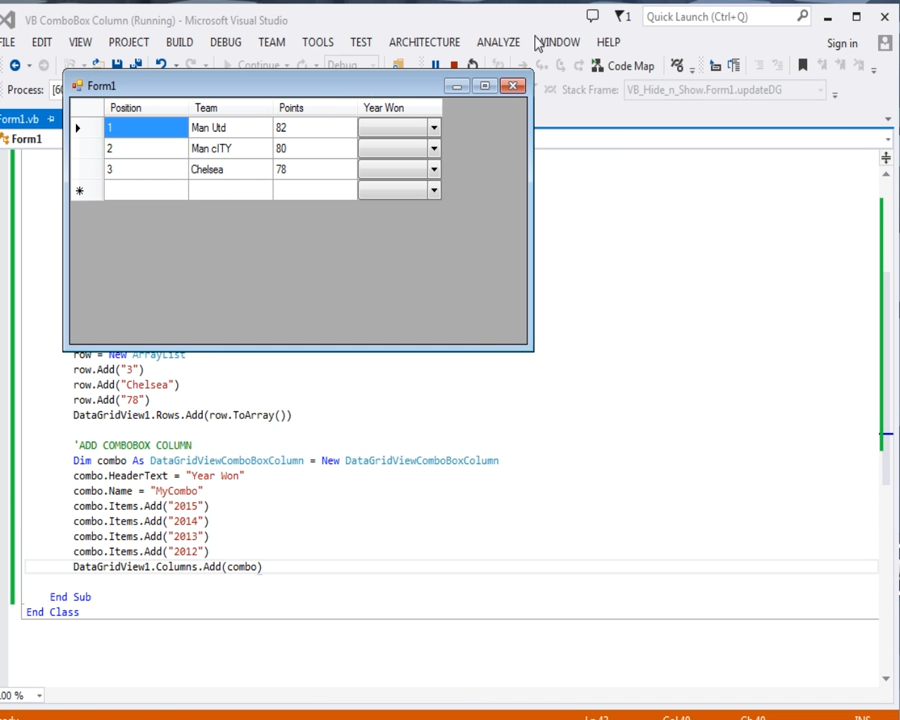 VB ComboBox Column (Running) - Microsoft Visual Studio
1
Quick Launch (Ctrl+Q)
FILE EDIT VIEW PROJECT BUILD DEBUG TEAM TOOLS TEST ARCHITECTURE ANALYZE WINDOW HELP
Sign in
Continue
Debug
Code Map
Process: [60
Stack Frame: VB_Hide_n_Show.Form1.updateDG
Form1.vb
Form1
Form1
Position Team Points Year Won
1 Man Utd 82
2 Man cITY 80
3 Chelsea 78
row = New ArrayList
row.Add("3")
row.Add("Chelsea")
row.Add("78")
DataGridView1.Rows.Add(row.ToArray())
'ADD COMBOBOX COLUMN
Dim combo As DataGridViewComboBoxColumn = New DataGridViewComboBoxColumn
combo.HeaderText = "Year Won"
combo.Name = "MyCombo"
combo.Items.Add("2015")
combo.Items.Add("2014")
combo.Items.Add("2013")
combo.Items.Add("2012")
DataGridView1.Columns.Add(combo)
End Sub
End Class
00 %